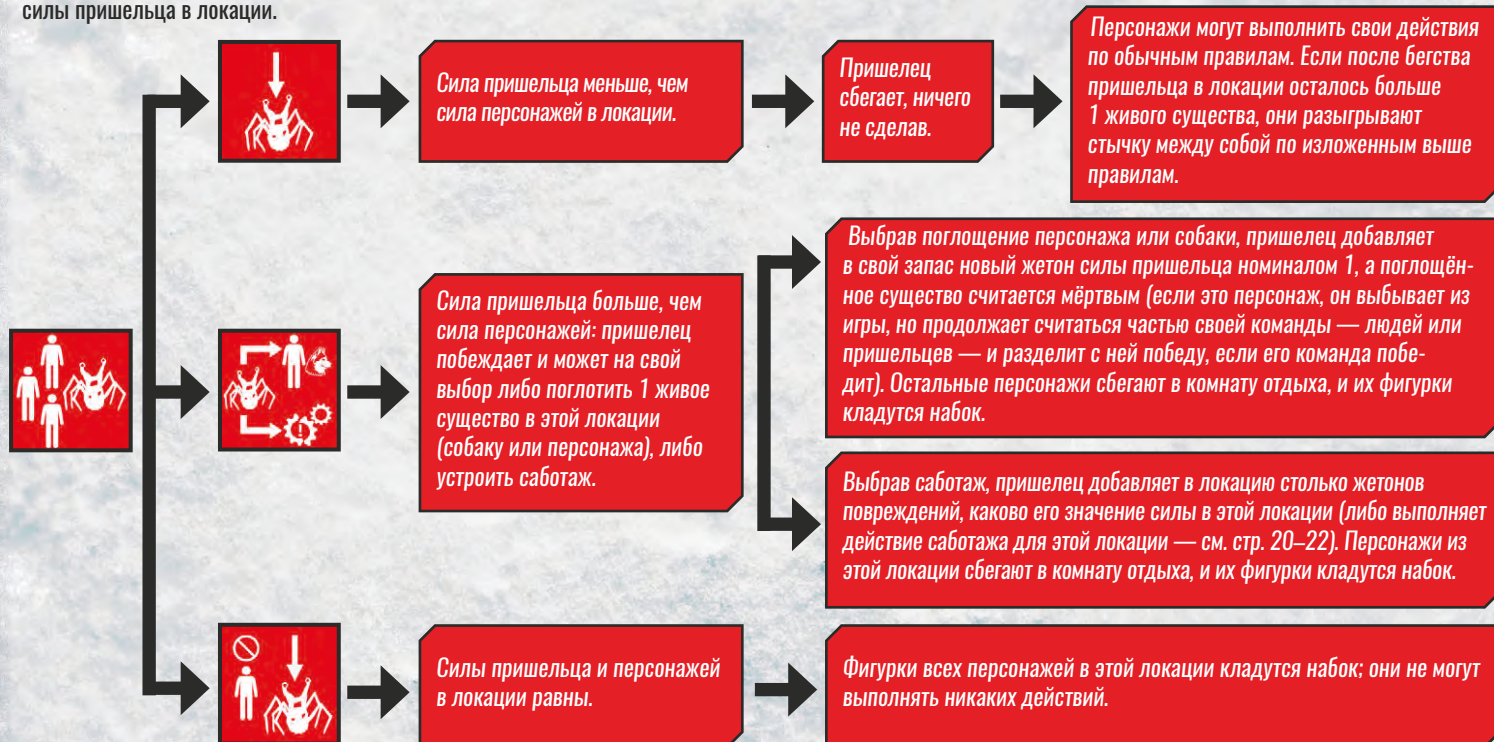 силы пришельца в локации.
Сила пришельца меньше, чем
сила персонажей в локации.
Пришелец
сбегает, ничего
не сделав.
Персонажи могут выполнить свои действия
по обычным правилам. Если после бегства
пришельца в локации осталось больше
1 живого существа, они разыгрывают
стычку между собой по изложенным выше
правилам.
Сила пришельца больше, чем
сила персонажей: пришелец
побеждает и может на свой
выбор либо поглотить 1 живое
существо в этой локации
(собаку или персонажа), либо
устроить саботаж.
Выбрав поглощение персонажа или собаки, пришелец добавляет
в свой запас новый жетон силы пришельца номиналом 1, а поглощён-
ное существо считается мёртвым (если это персонаж, он выбывает из
игры, но продолжает считаться частью своей команды — людей или
пришельцев — и разделит с ней победу, если его команда побе-
дит). Остальные персонажи сбегают в комнату отдыха, и их фигурки
кладутся набок.
Выбрав саботаж, пришелец добавляет в локацию столько жетонов
повреждений, каково его значение силы в этой локации (либо выполняет
действие саботажа для этой локации — см. стр. 20–22). Персонажи из
этой локации сбегают в комнату отдыха, и их фигурки кладутся набок.
Силы пришельца и персонажей
в локации равны.
Фигурки всех персонажей в этой локации кладутся набок; они не могут
выполнять никаких действий.